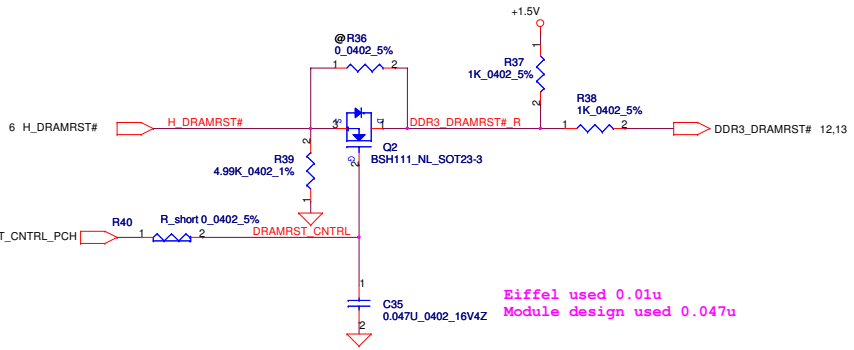 +1.5V
@R36
0_0402_5%
1 2
R37
1K_0402_5%
1
2
R38
1K_0402_5%
1 2
6 H_DRAMRST#
H_DRAMRST#
3 S
D 1
DDR3_DRAMRST#_R
DDR3_DRAMRST# 12,13
G
2
Q2
BSH111_NL_SOT23-3
2
R39
4.99K_0402_1%
1
R40
R_short 0_0402_5%
T_CNTRL_PCH
1 2
DRAMRST_CNTRL
1
C35
0.047U_0402_16V4Z
2
Eiffel used 0.01u
Module design used 0.047u